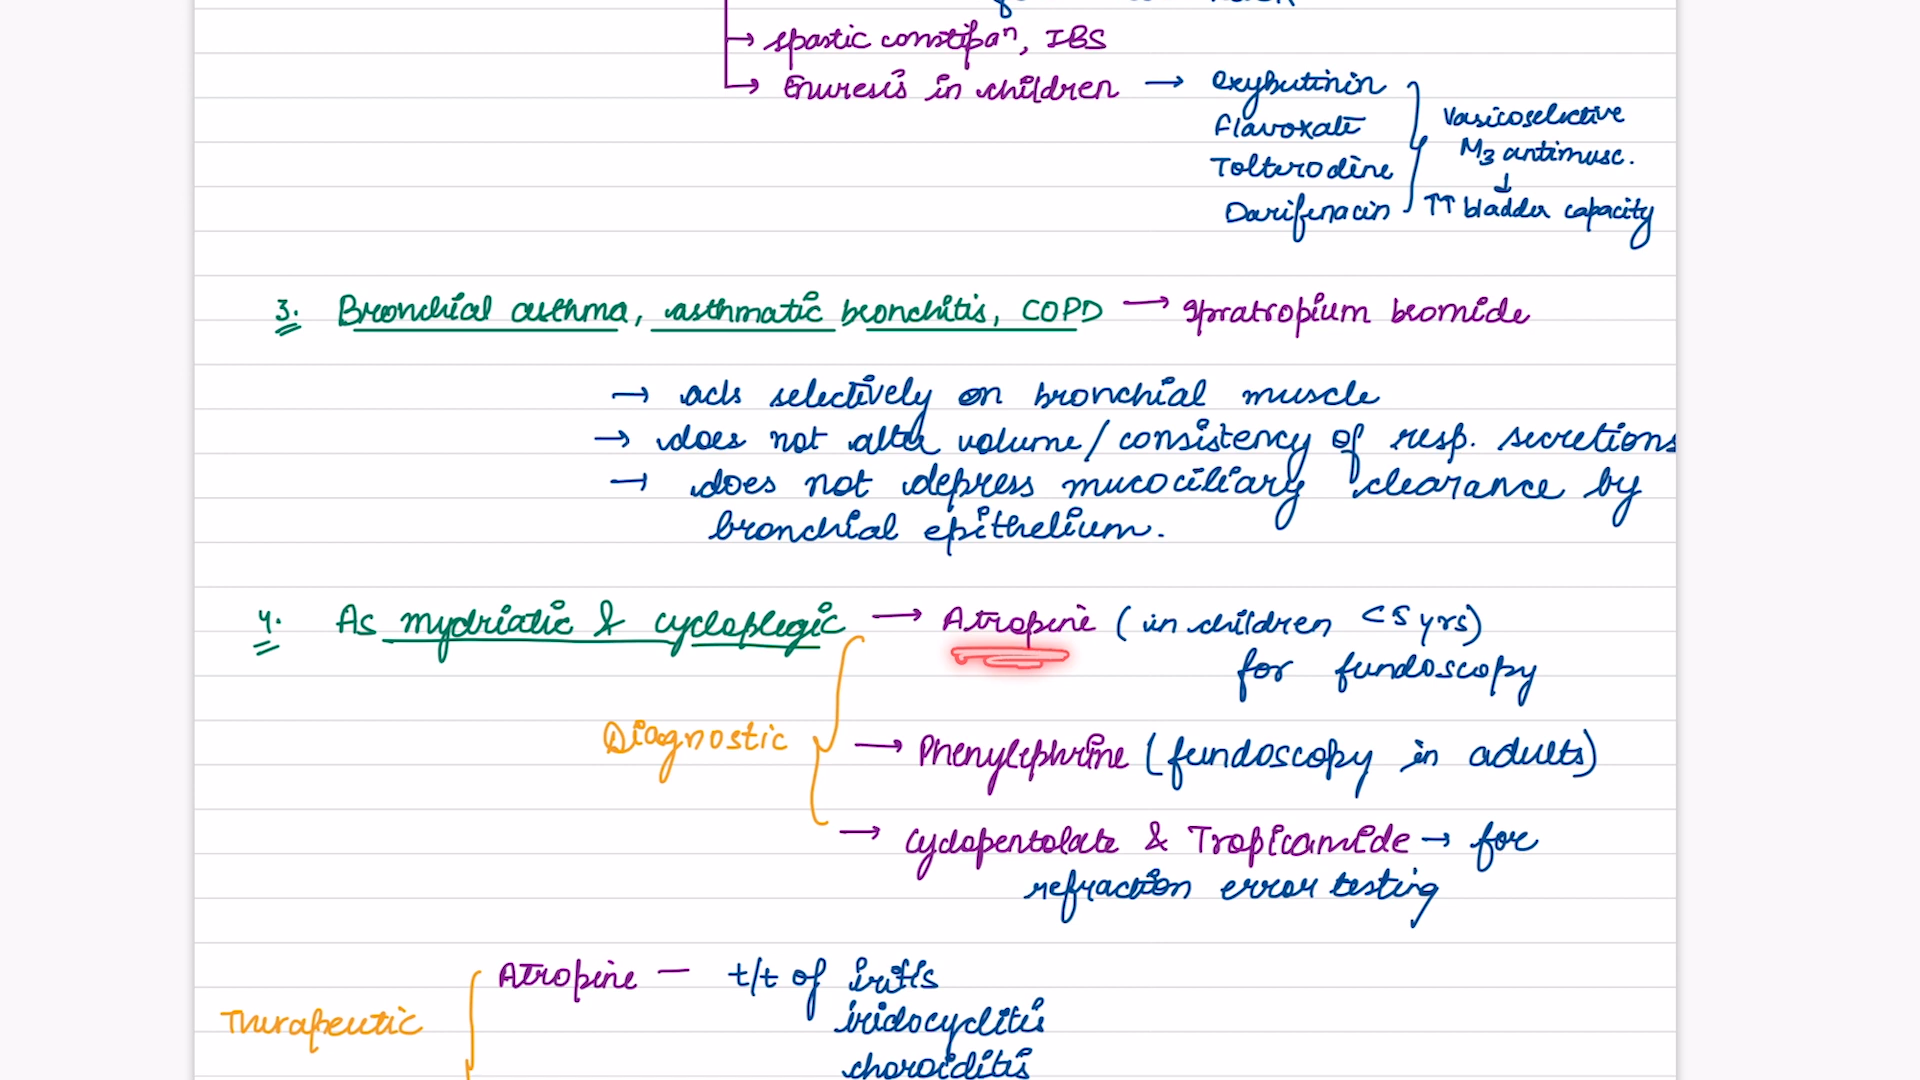 → spastic constipaⁿ, IBS
→ Enuresis in children → Oxybutinin
Flavoxate
Tolterodine
Darifenacin
Vasicoselective
M3 antimusc.
↓
↑↑ bladder capacity
3. Bronchial asthma, asthmatic bronchitis, COPD → Ipratropium bromide
→ acts selectively on bronchial muscle
→ does not alter volume/consistency of resp. secretions
→ does not depress mucociliary clearance by
bronchial epithelium.
4. As mydriatic & cycloplegic → Atropine (in children <5 yrs)
for fundoscopy
Diagnostic
→ Phenylephrine (fundoscopy in adults)
→ Cyclopentolate & Tropicamide → for
refraction error testing
Therapeutic
Atropine — t/t of iritis
iridocyclitis
choroiditis